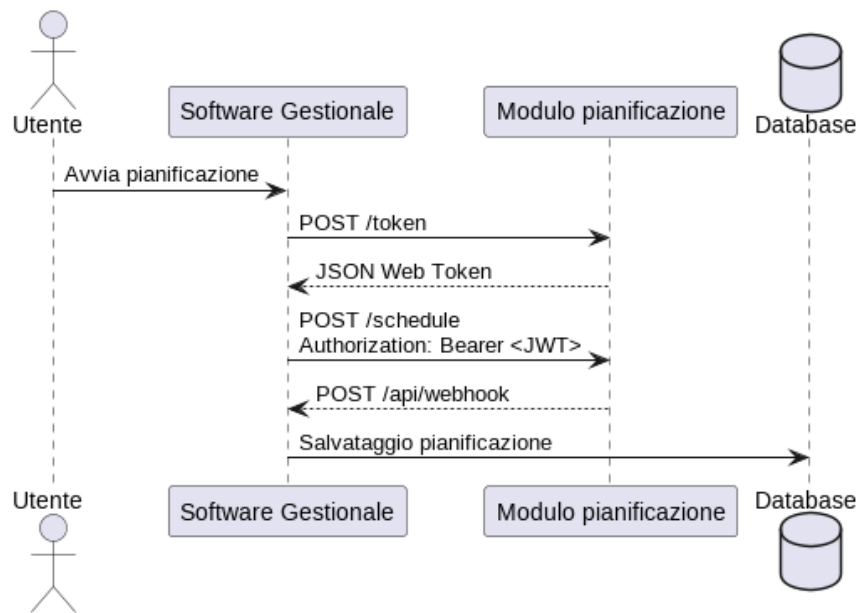 Utente
Software Gestionale
Modulo pianificazione
Database
Avvia pianificazione
POST /token
JSON Web Token
POST /schedule
Authorization: Bearer <JWT>
POST /api/webhook
Salvataggio pianificazione
Utente
Software Gestionale
Modulo pianificazione
Database